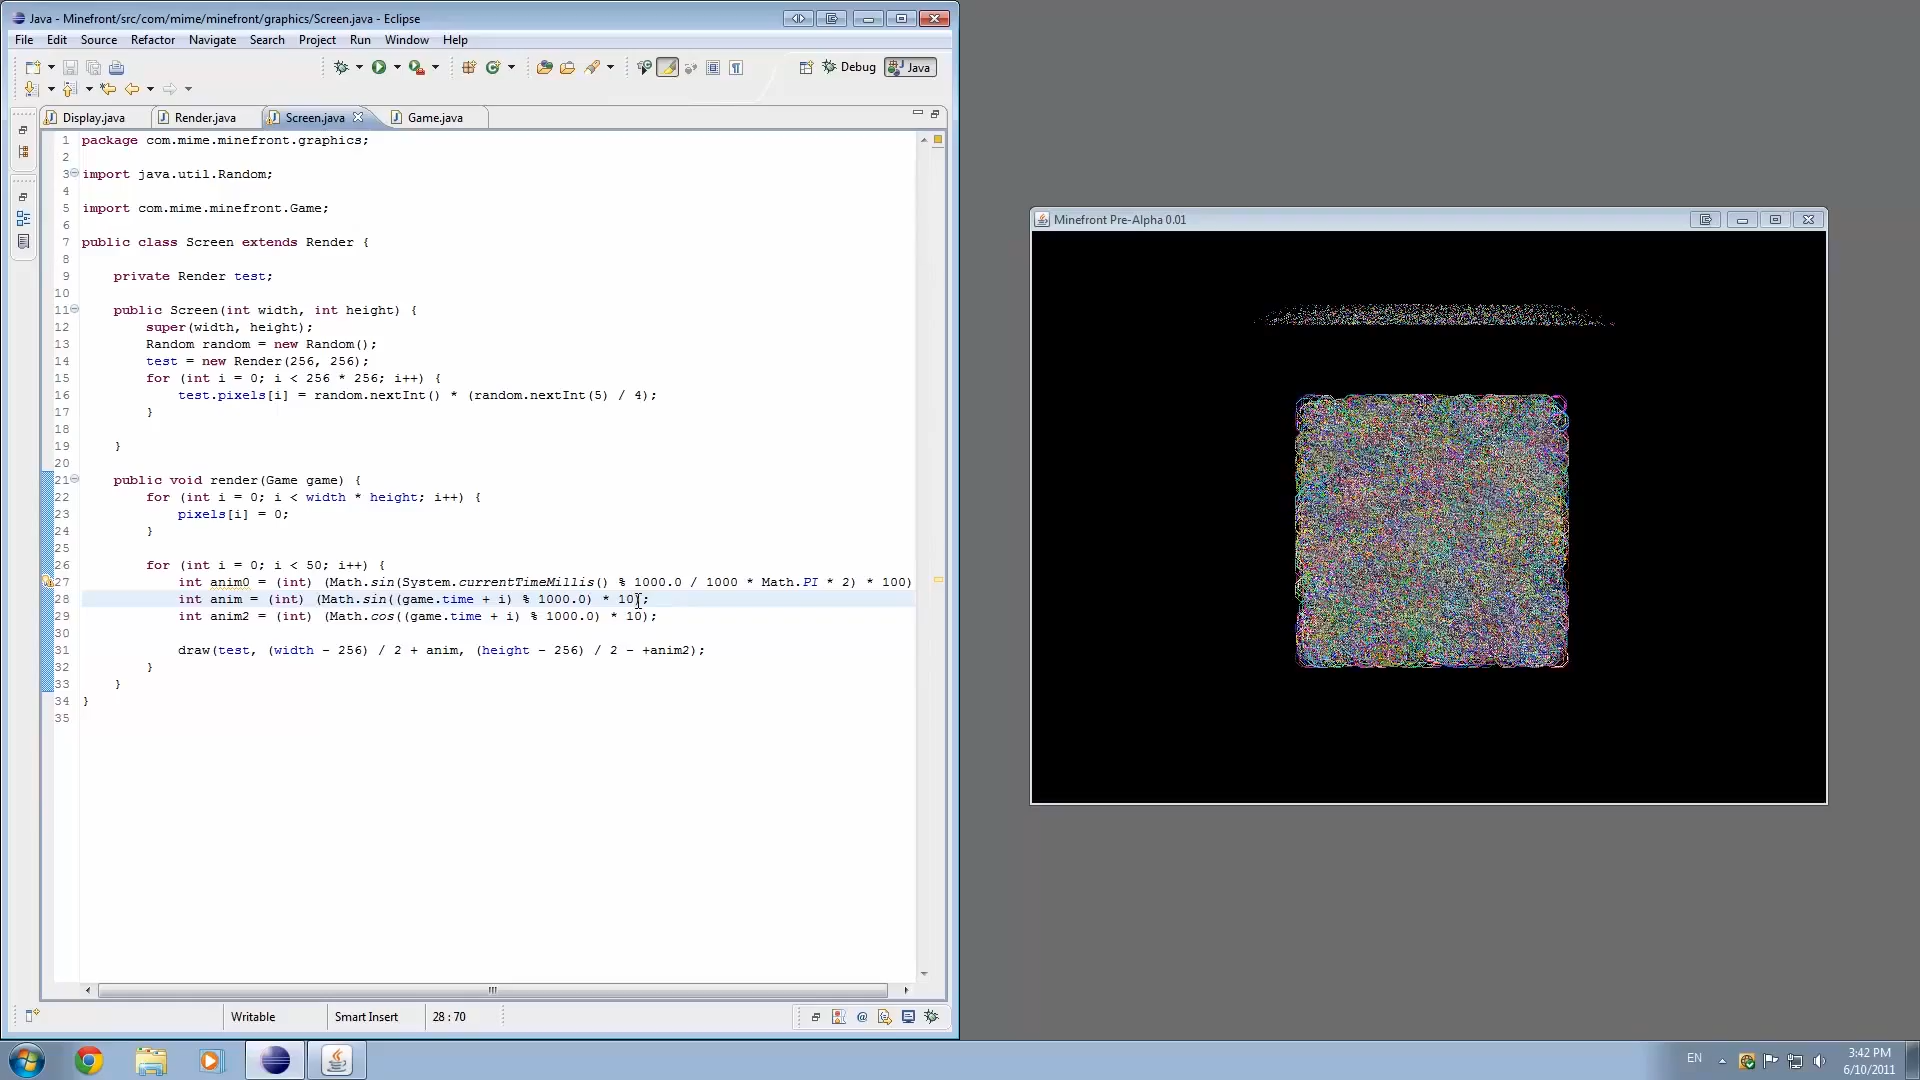 Java - Minefront/src/com/mime/minefront/graphics/Screen.java - Eclipse
File Edit Source Refactor Navigate Search Project Run Window Help
Debug Java
Display.java Render.java Screen.java Game.java
1 package com.mime.minefront.graphics;
2
3 import java.util.Random;
4
5 import com.mime.minefront.Game;
6
7 public class Screen extends Render {
8
9 private Render test;
10
11 public Screen(int width, int height) {
12 super(width, height);
13 Random random = new Random();
14 test = new Render(256, 256);
15 for (int i = 0; i < 256 * 256; i++) {
16 test.pixels[i] = random.nextInt() * (random.nextInt(5) / 4);
17 }
18
19 }
20
21 public void render(Game game) {
22 for (int i = 0; i < width * height; i++) {
23 pixels[i] = 0;
24 }
25
26 for (int i = 0; i < 50; i++) {
27 int anim0 = (int) (Math.sin(System.currentTimeMillis() % 1000.0 / 1000 * Math.PI * 2) * 100)
28 int anim = (int) (Math.sin((game.time + i) % 1000.0) * 10);
29 int anim2 = (int) (Math.cos((game.time + i) % 1000.0) * 10);
30
31 draw(test, (width - 256) / 2 + anim, (height - 256) / 2 - +anim2);
32 }
33 }
34 }
35
Writable Smart Insert 28 : 70
Minefront Pre-Alpha 0.01
EN
3:42 PM
6/10/2011